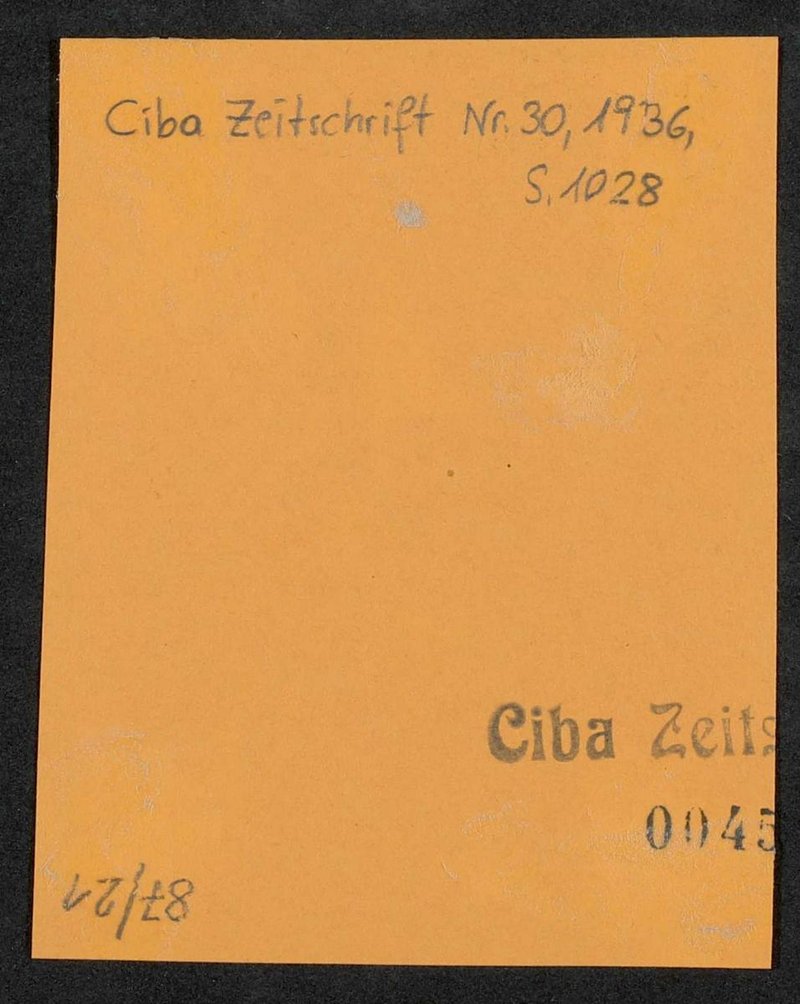 Ciba Zeitschrift Nr. 30, 1936,
S. 1028
Ciba Zeits
0045
87/21